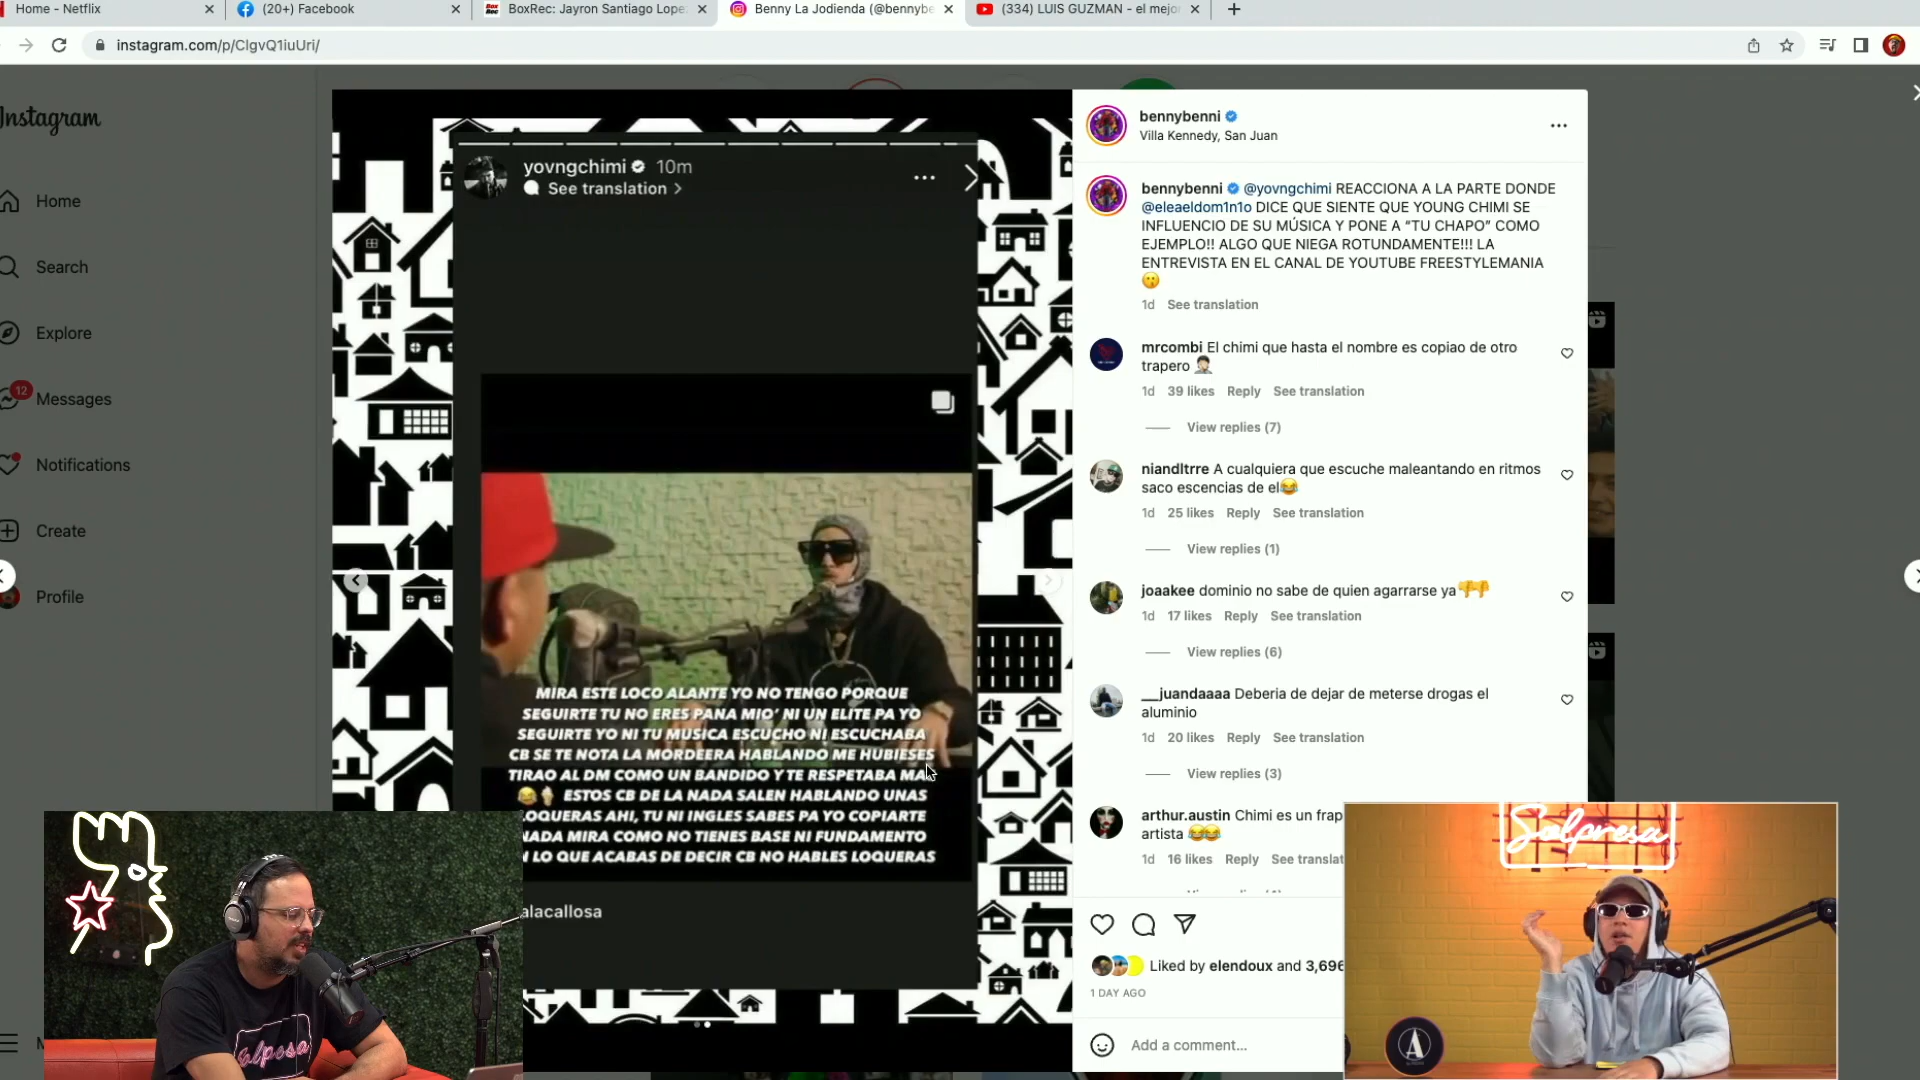 Home - Netflix
(20+) Facebook
BoxRec: Jayron Santiago Lope
Benny La Jodienda (@bennybe
(334) LUIS GUZMAN - el mejo
instagram.com/p/ClgvQ1iuUri/
Instagram
Home
Search
Explore
12
Messages
Notifications
Create
Profile
yovngchimi 10m
See translation
MIRA ESTE LOCO ALANTE YO NO TENGO PORQUE
SEGUIRTE TU NO ERES PANA MIO' NI UN ELITE PA YO
SEGUIRTE YO NI TU MUSICA ESCUCHO NI ESCUCHABA
CB SE TE NOTA LA MORDEERA HABLANDO ME HUBIESES
TIRAO AL DM COMO UN BANDIDO Y TE RESPETABA MAS
😂🍦 ESTOS CB DE LA NADA SALEN HABLANDO UNAS
LOQUERAS AHI, TU NI INGLES SABES PA YO COPIARTE
NADA MIRA COMO NO TIENES BASE NI FUNDAMENTO
LO QUE ACABAS DE DECIR CB NO HABLES LOQUERAS
alacallosa
bennybenni
Villa Kennedy, San Juan
bennybenni @yovngchimi REACCIONA A LA PARTE DONDE
@eleaeldom1n1o DICE QUE SIENTE QUE YOUNG CHIMI SE
INFLUENCIO DE SU MÚSICA Y PONE A “TU CHAPO” COMO
EJEMPLO!! ALGO QUE NIEGA ROTUNDAMENTE!!! LA
ENTREVISTA EN EL CANAL DE YOUTUBE FREESTYLEMANIA
🤫
1d See translation
mrcombi El chimi que hasta el nombre es copiao de otro
trapero 🤦🏻‍♂️
1d 39 likes Reply See translation
View replies (7)
niandltrre A cualquiera que escuche maleantando en ritmos
saco escencias de el😂
1d 25 likes Reply See translation
View replies (1)
joaakee dominio no sabe de quien agarrarse ya👎👎
1d 17 likes Reply See translation
View replies (6)
__juandaaaa Deberia de dejar de meterse drogas el
aluminio
1d 20 likes Reply See translation
View replies (3)
arthur.austin Chimi es un frap
artista 😂😂
1d 16 likes Reply See translat
Liked by elendoux and 3,696
1 DAY AGO
Add a comment...
Salpresa
A